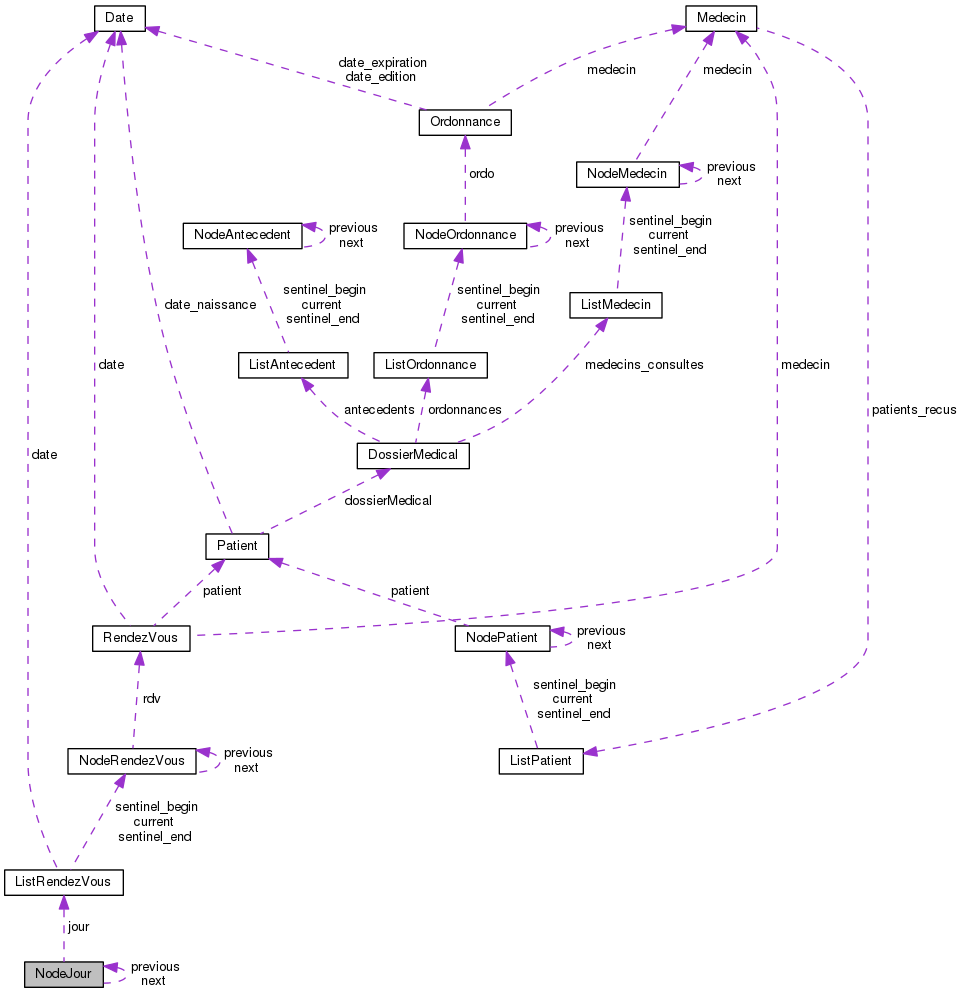 Date
Medecin
date_expiration
date_edition
medecin
medecin
Ordonnance
ordo
NodeMedecin
previous
next
NodeAntecedent
previous
next
NodeOrdonnance
previous
next
sentinel_begin
current
sentinel_end
date_naissance
sentinel_begin
current
sentinel_end
sentinel_begin
current
sentinel_end
ListMedecin
date
ListAntecedent
ListOrdonnance
medecins_consultes
medecin
antecedents
ordonnances
patients_recus
date
DossierMedical
dossierMedical
Patient
patient
patient
RendezVous
NodePatient
previous
next
rdv
sentinel_begin
current
sentinel_end
NodeRendezVous
previous
next
ListPatient
sentinel_begin
current
sentinel_end
ListRendezVous
jour
NodeJour
previous
next